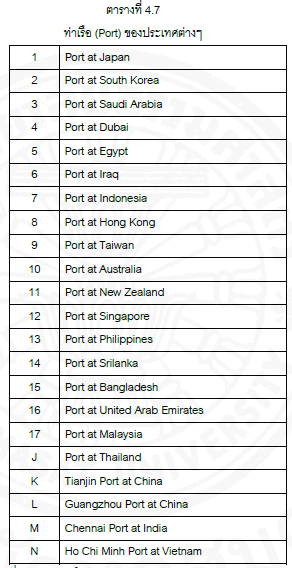 ตารางที่ 4.7
ท่าเรือ (Port) ของประเทศต่างๆ
1 Port at Japan
2 Port at South Korea
3 Port at Saudi Arabia
4 Port at Dubai
5 Port at Egypt
6 Port at Iraq
7 Port at Indonesia
8 Port at Hong Kong
9 Port at Taiwan
10 Port at Australia
11 Port at New Zealand
12 Port at Singapore
13 Port at Philippines
14 Port at Srilanka
15 Port at Bangladesh
16 Port at United Arab Emirates
17 Port at Malaysia
J Port at Thailand
K Tianjin Port at China
L Guangzhou Port at China
M Chennai Port at India
N Ho Chi Minh Port at Vietnam